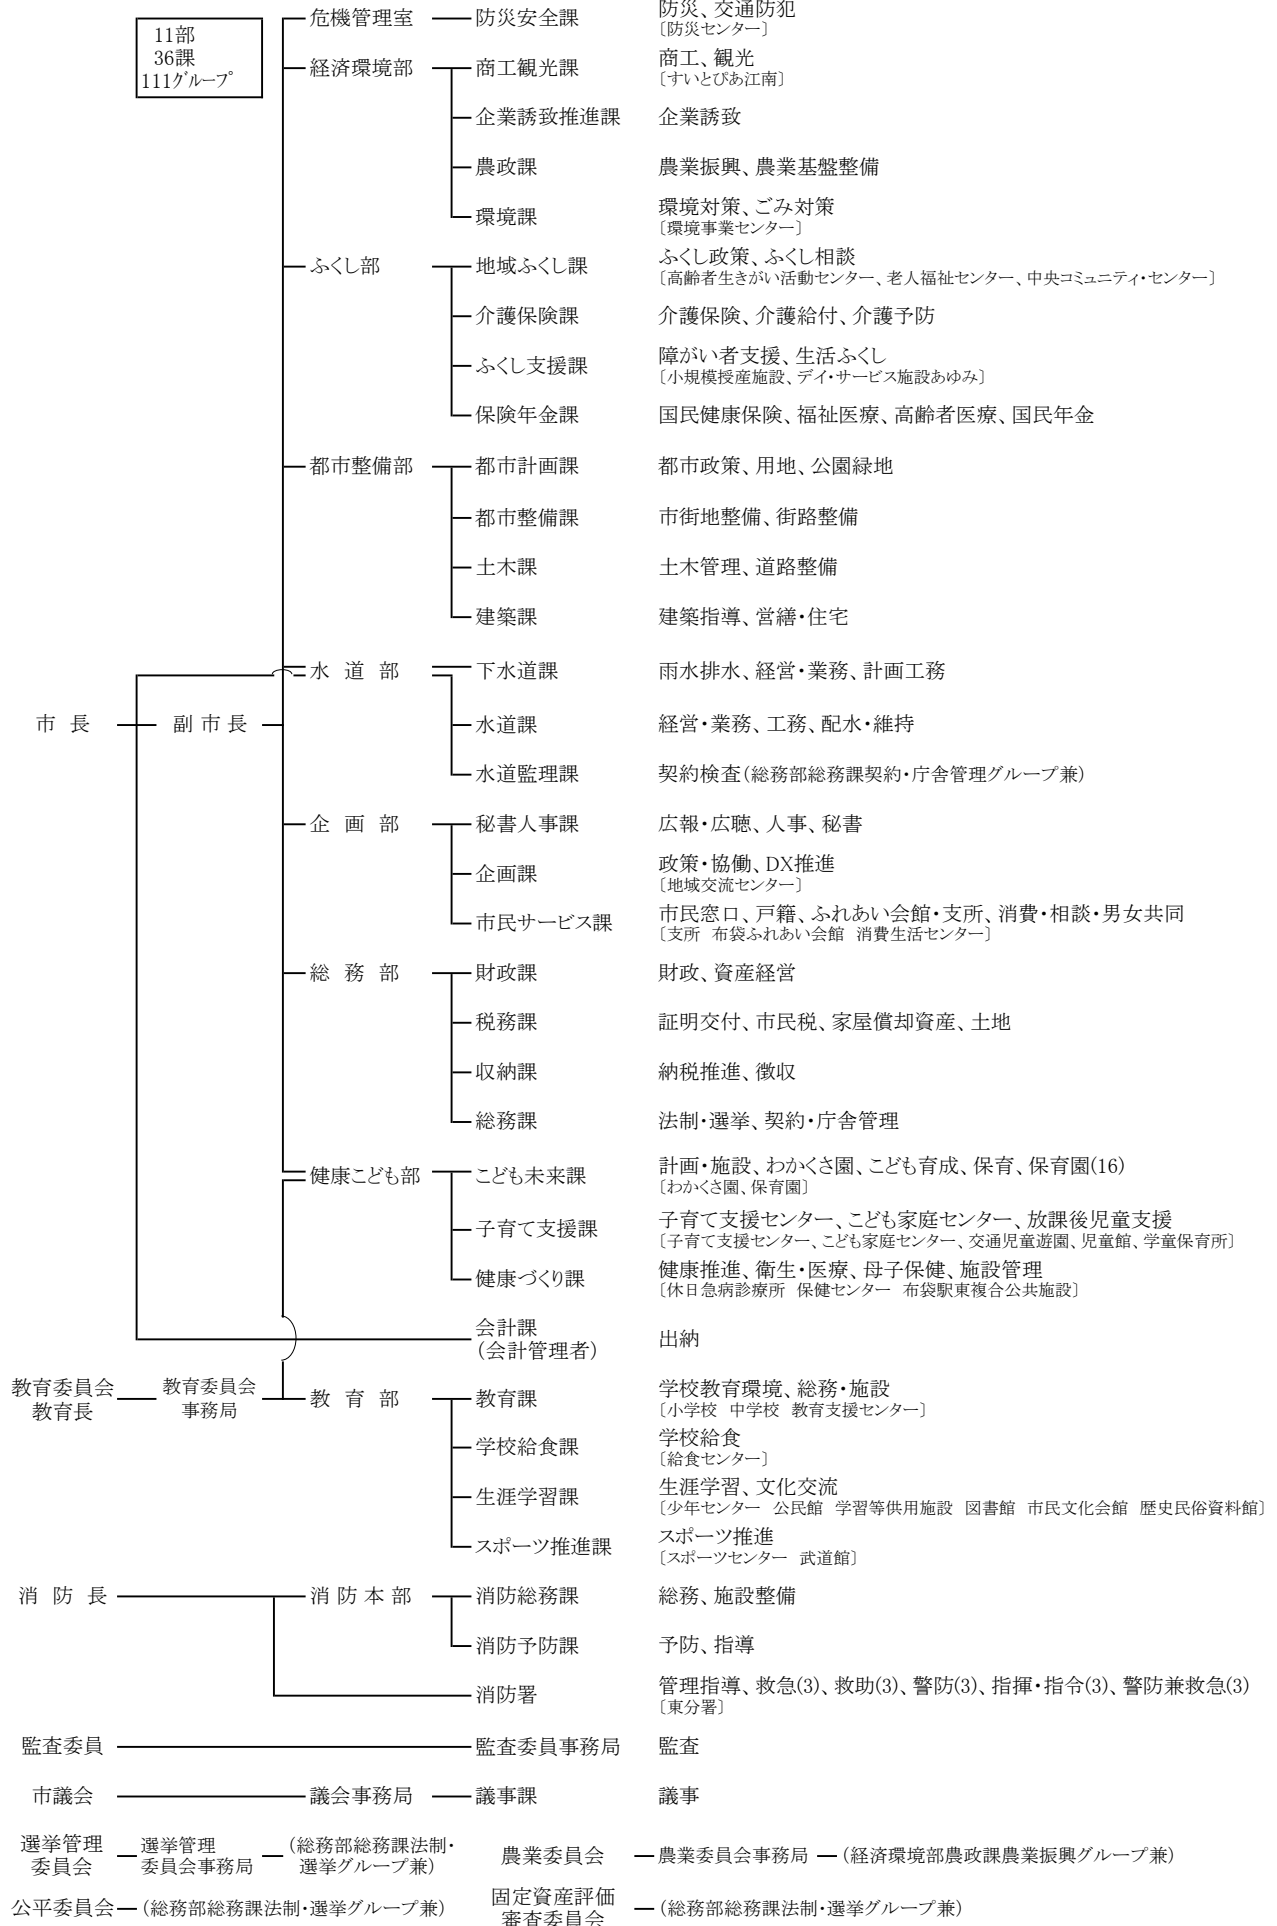 11部
36課
111グループ
危機管理室 防災安全課 防災、交通防犯
〔防災センター〕
経済環境部 商工観光課 商工、観光
〔すいとぴあ江南〕
企業誘致推進課 企業誘致
農政課 農業振興、農業基盤整備
環境課 環境対策、ごみ対策
〔環境事業センター〕
ふくし部 地域ふくし課 ふくし政策、ふくし相談
〔高齢者生きがい活動センター、老人福祉センター、中央コミュニティ・センター〕
介護保険課 介護保険、介護給付、介護予防
ふくし支援課 障がい者支援、生活ふくし
〔小規模授産施設、デイ・サービス施設あゆみ〕
保険年金課 国民健康保険、福祉医療、高齢者医療、国民年金
都市整備部 都市計画課 都市政策、用地、公園緑地
都市整備課 市街地整備、街路整備
土木課 土木管理、道路整備
建築課 建築指導、営繕・住宅
水道部 下水道課 雨水排水、経営・業務、計画工務
市長 副市長 水道課 経営・業務、工務、配水・維持
水道監理課 契約検査(総務部総務課契約・庁舎管理グループ兼)
企画部 秘書人事課 広報・広聴、人事、秘書
企画課 政策・協働、DX推進
〔地域交流センター〕
市民サービス課 市民窓口、戸籍、ふれあい会館・支所、消費・相談・男女共同
〔支所 布袋ふれあい会館 消費生活センター〕
総務部 財政課 財政、資産経営
税務課 証明交付、市民税、家屋償却資産、土地
収納課 納税推進、徴収
総務課 法制・選挙、契約・庁舎管理
健康こども部 こども未来課 計画・施設、わかくさ園、こども育成、保育、保育園(16)
〔わかくさ園、保育園〕
子育て支援課 子育て支援センター、こども家庭センター、放課後児童支援
〔子育て支援センター、こども家庭センター、交通児童遊園、児童館、学童保育所〕
健康づくり課 健康推進、衛生・医療、母子保健、施設管理
〔休日急病診療所 保健センター 布袋駅東複合公共施設〕
会計課 出納
(会計管理者)
教育委員会 教育長 教育委員会 事務局 教育部 教育課 学校教育環境、総務・施設
〔小学校 中学校 教育支援センター〕
学校給食課 学校給食
〔給食センター〕
生涯学習課 生涯学習、文化交流
〔少年センター 公民館 学習等供用施設 図書館 市民文化会館 歴史民俗資料館〕
スポーツ推進課 スポーツ推進
〔スポーツセンター 武道館〕
消防長 消防本部 消防総務課 総務、施設整備
消防予防課 予防、指導
消防署 管理指導、救急(3)、救助(3)、警防(3)、指揮・指令(3)、警防兼救急(3)
〔東分署〕
監査委員 監査委員事務局 監査
市議会 議会事務局 議事課 議事
選挙管理
委員会
選挙管理
委員会事務局
(総務部総務課法制・
選挙グループ兼)
農業委員会 農業委員会事務局 (経済環境部農政課農業振興グループ兼)
公平委員会 (総務部総務課法制・選挙グループ兼)
固定資産評価
審査委員会
(総務部総務課法制・選挙グループ兼)